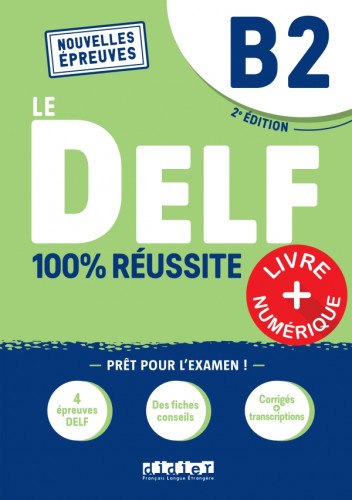 NOUVELLES
ÉPREUVES
B2
2e ÉDITION
LE
DELF
100% RÉUSSITE
LIVRE
+
NUMÉRIQUE
PRÊT POUR L'EXAMEN !
4
épreuves
DELF
Des fiches
conseils
Corrigés
+
transcriptions
didier
Français Langue Étrangère